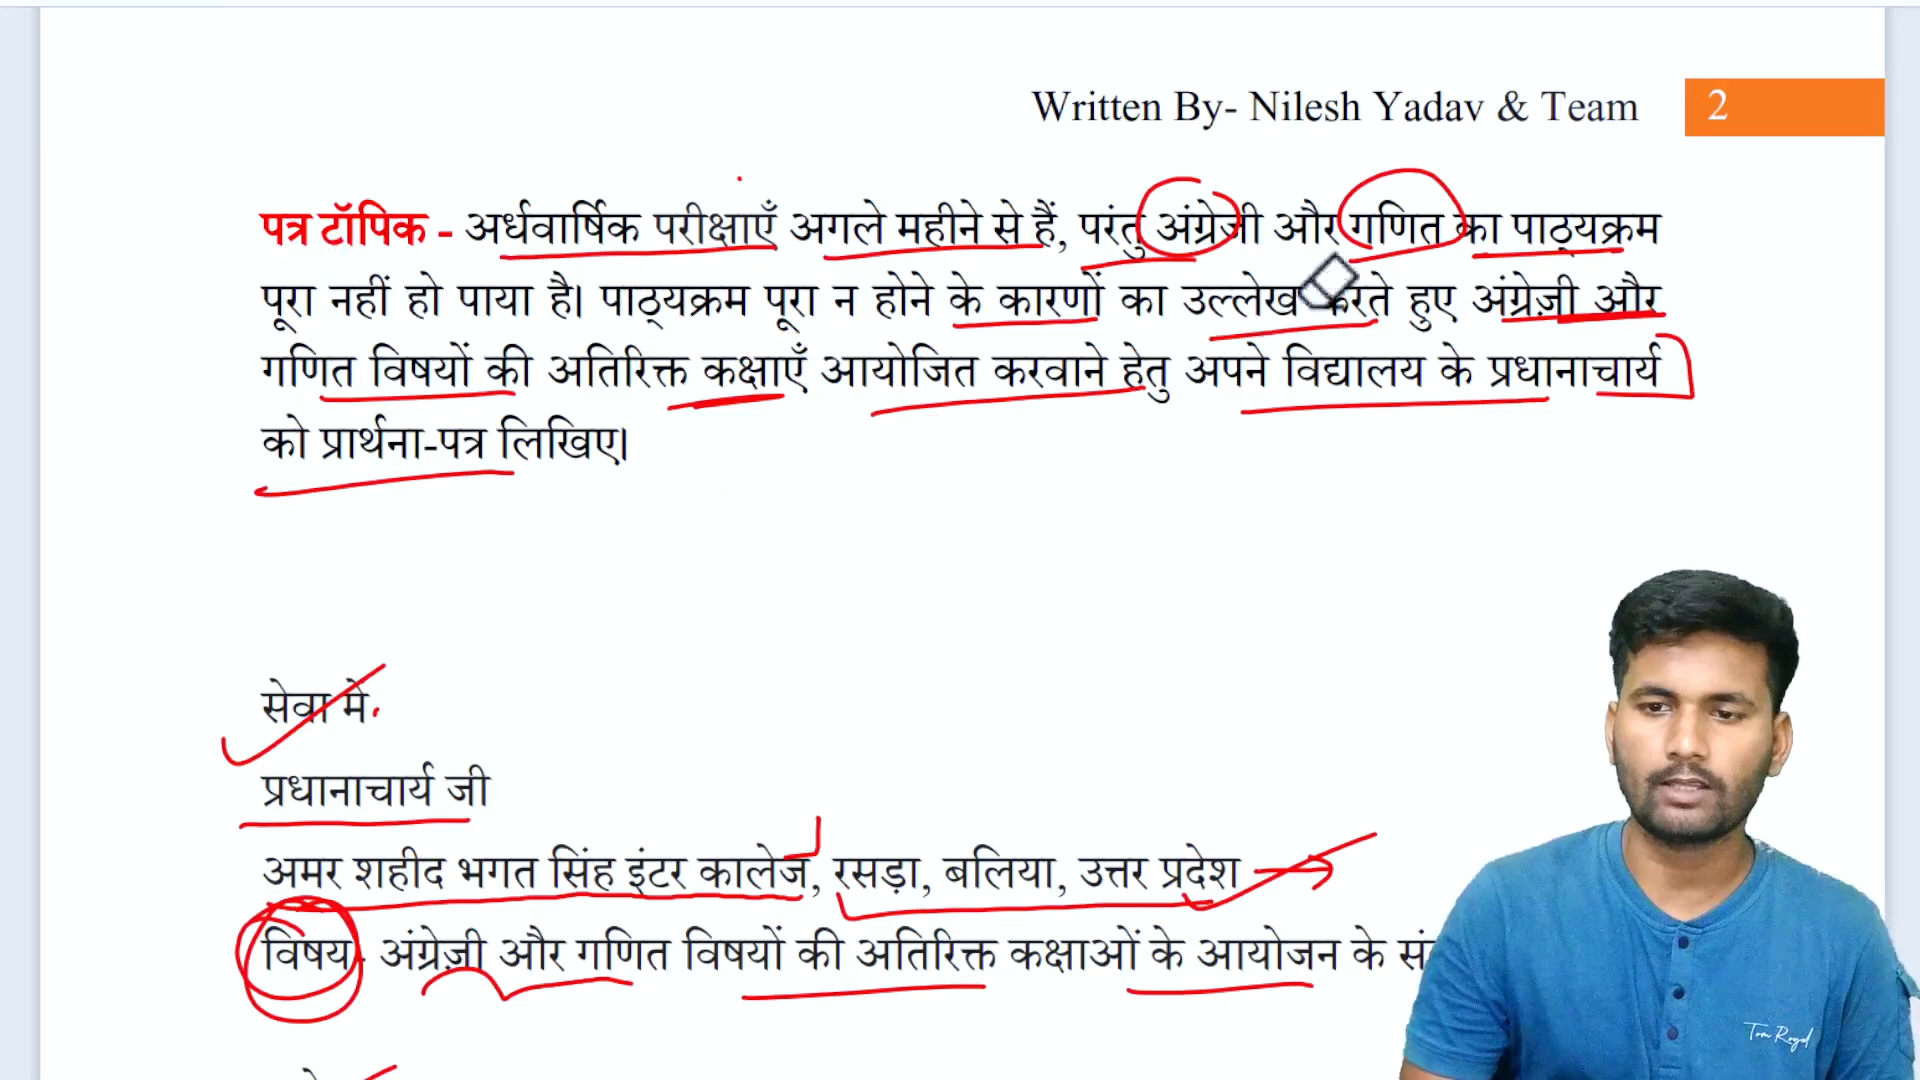 Written By- Nilesh Yadav & Team 2
पत्र टॉपिक - अर्धवार्षिक परीक्षाएँ अगले महीने से हैं, परंतु अंग्रेजी और गणित का पाठ्यक्रम
पूरा नहीं हो पाया है। पाठ्यक्रम पूरा न होने के कारणों का उल्लेख करते हुए अंग्रेज़ी और
गणित विषयों की अतिरिक्त कक्षाएँ आयोजित करवाने हेतु अपने विद्यालय के प्रधानाचार्य
को प्रार्थना-पत्र लिखिए।
सेवा मे
प्रधानाचार्य जी
अमर शहीद भगत सिंह इंटर कालेज, रसड़ा, बलिया, उत्तर प्रदेश
विषय- अंग्रेज़ी और गणित विषयों की अतिरिक्त कक्षाओं के आयोजन के
Tom Royal